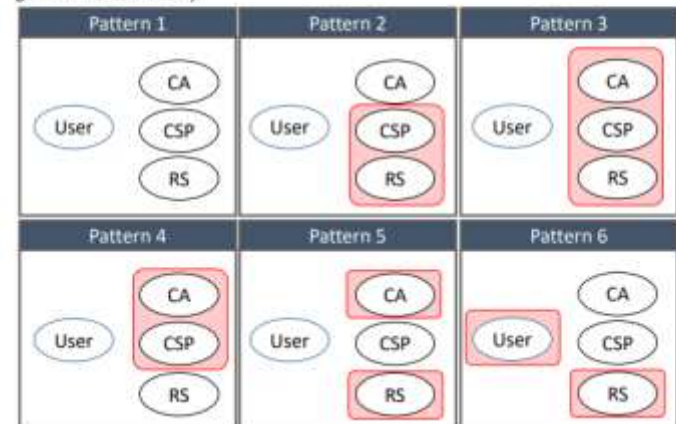 Pattern 1 Pattern 2 Pattern 3
CA CA CA
User CSP User CSP User CSP
RS RS RS
Pattern 4 Pattern 5 Pattern 6
CA CA CA
User CSP User CSP User CSP
RS RS RS